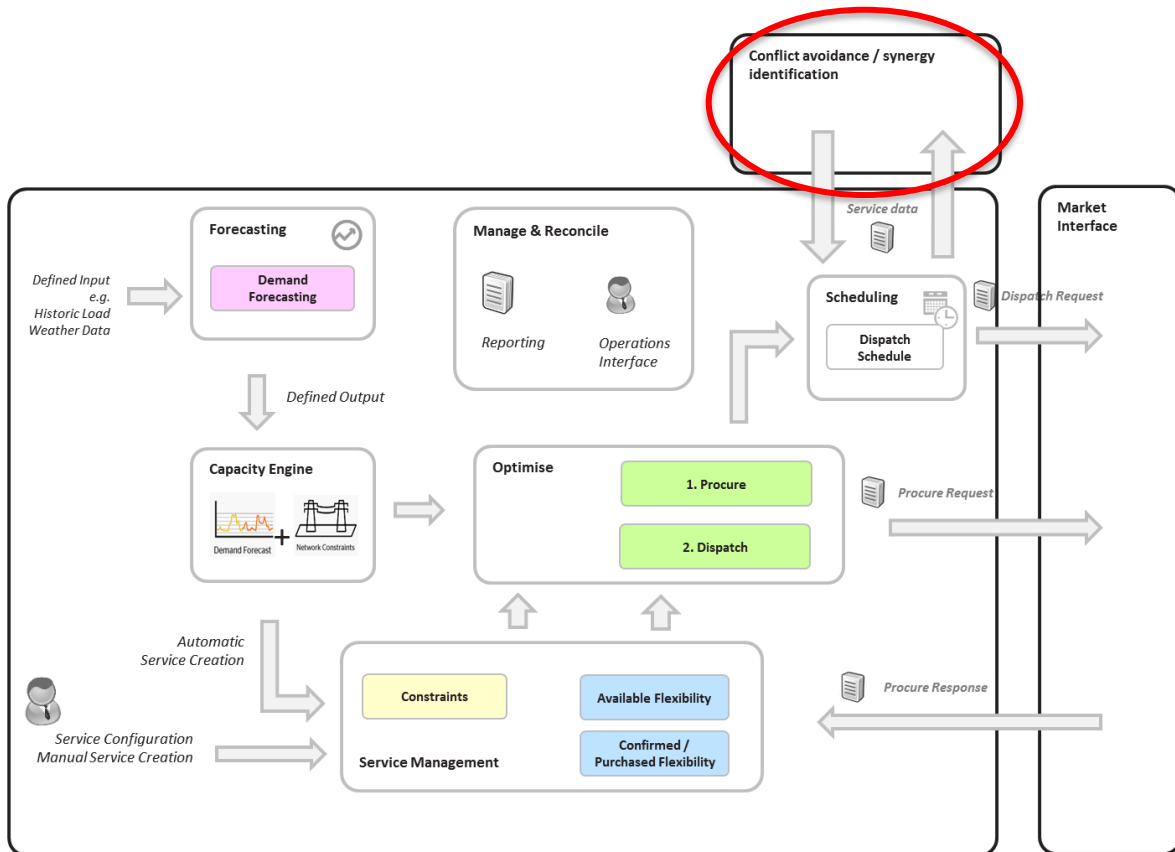 Conflict avoidance / synergy
identification
Service data
Market
Interface
Forecasting
Demand
Forecasting
Manage & Reconcile
Reporting
Operations
Interface
Defined Input
e.g.
Historic Load
Weather Data
Scheduling
Dispatch
Schedule
Dispatch Request
Defined Output
Capacity Engine
Demand Forecast
+
Network Constraints
Optimise
1. Procure
2. Dispatch
Procure Request
Automatic
Service Creation
Service Configuration
Manual Service Creation
Constraints
Available Flexibility
Confirmed /
Purchased Flexibility
Service Management
Procure Response